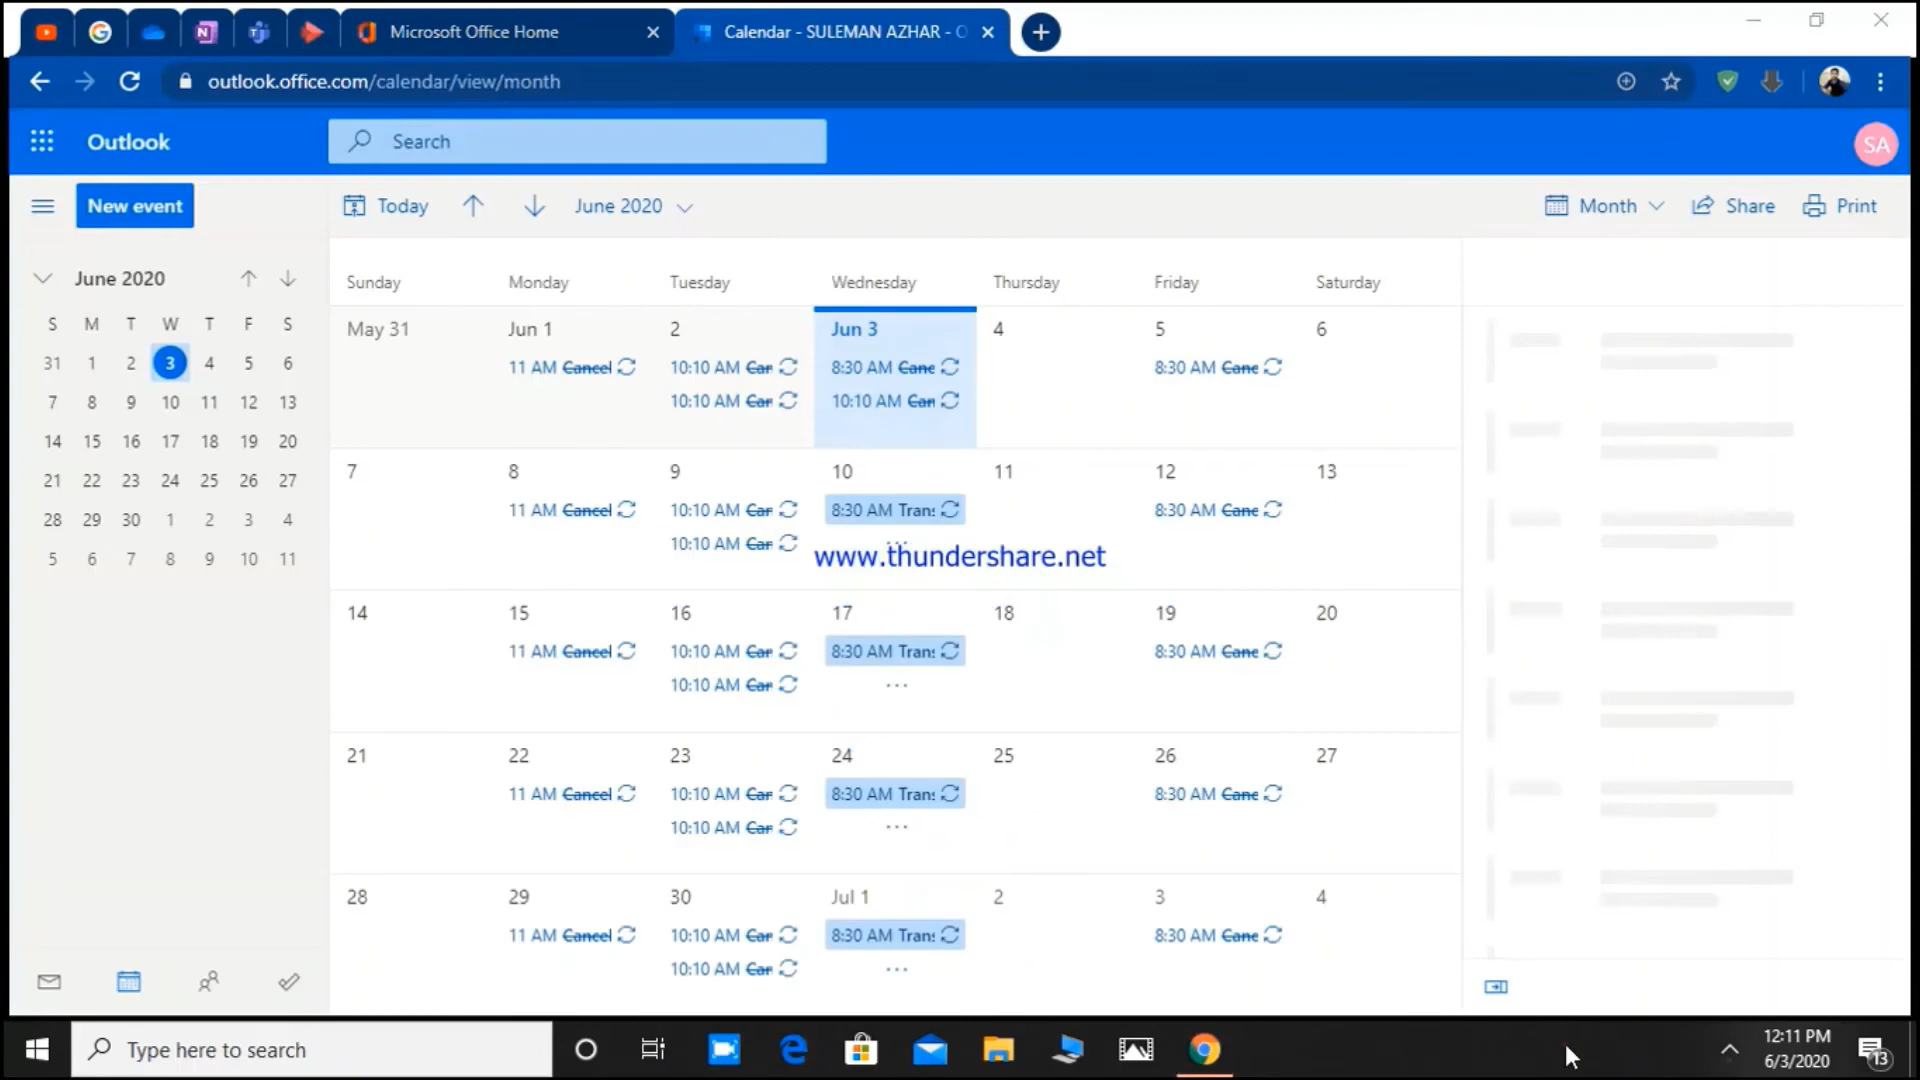 Microsoft Office Home
Calendar - SULEMAN AZHAR - O
outlook.office.com/calendar/view/month
Outlook
Search
SA
New event
Today
June 2020
Month
Share
Print
June 2020
S M T W T F S
31 1 2 3 4 5 6
7 8 9 10 11 12 13
14 15 16 17 18 19 20
21 22 23 24 25 26 27
28 29 30 1 2 3 4
5 6 7 8 9 10 11
Sunday Monday Tuesday Wednesday Thursday Friday Saturday
May 31 Jun 1 2 Jun 3 4 5 6
11 AM Cancel 10:10 AM Car 8:30 AM Canc 8:30 AM Canc
10:10 AM Car 10:10 AM Can
7 8 9 10 11 12 13
11 AM Cancel 10:10 AM Car 8:30 AM Trans 8:30 AM Canc
10:10 AM Car ...
www.thundershare.net
14 15 16 17 18 19 20
11 AM Cancel 10:10 AM Car 8:30 AM Trans 8:30 AM Canc
10:10 AM Car ...
21 22 23 24 25 26 27
11 AM Cancel 10:10 AM Car 8:30 AM Trans 8:30 AM Canc
10:10 AM Car ...
28 29 30 Jul 1 2 3 4
11 AM Cancel 10:10 AM Car 8:30 AM Trans 8:30 AM Canc
10:10 AM Car ...
Type here to search
12:11 PM
6/3/2020
13